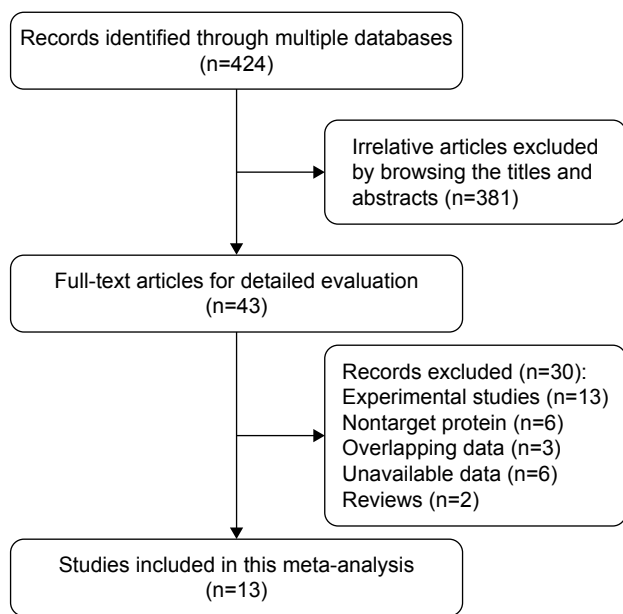 Records identified through multiple databases
(n=424)
Irrelative articles excluded
by browsing the titles and
abstracts (n=381)
Full-text articles for detailed evaluation
(n=43)
Records excluded (n=30):
Experimental studies (n=13)
Nontarget protein (n=6)
Overlapping data (n=3)
Unavailable data (n=6)
Reviews (n=2)
Studies included in this meta-analysis
(n=13)